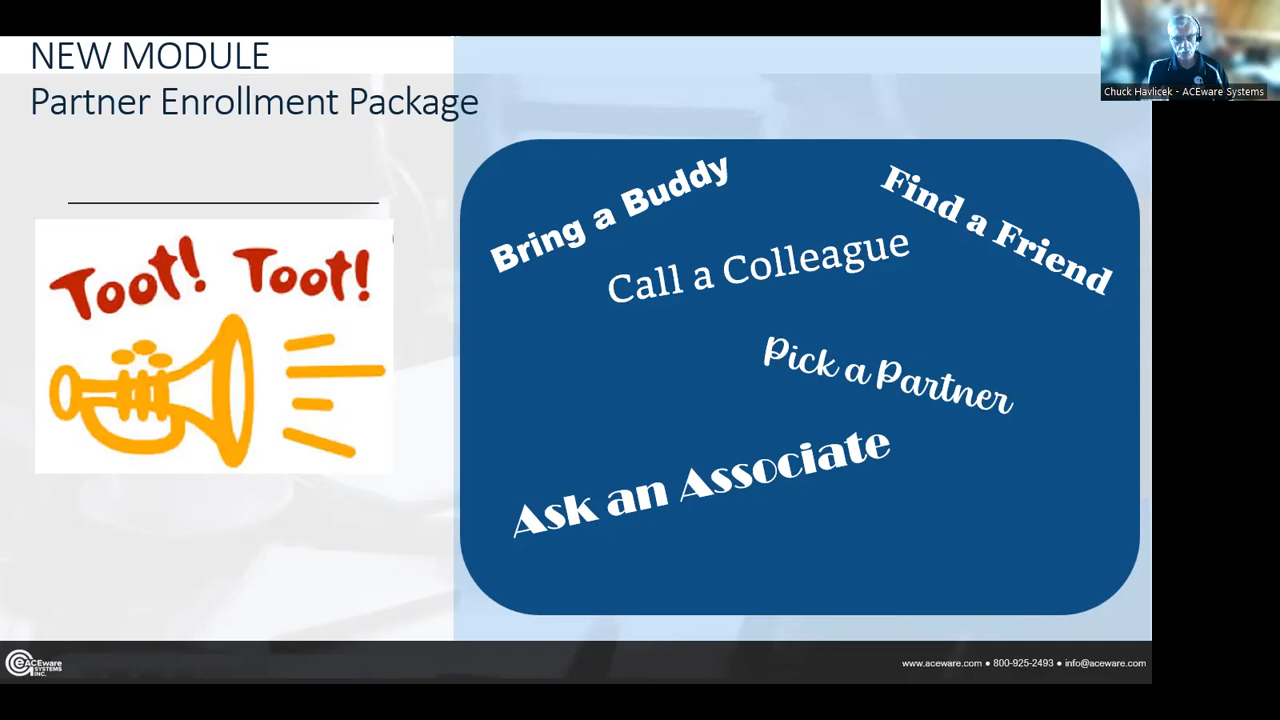 NEW MODULE
Partner Enrollment Package
Chuck Havlicek - ACEware Systems
Toot! Toot!
Bring a Buddy
Find a Friend
Call a Colleague
Pick a Partner
Ask an Associate
ACEware
SYSTEMS
INC.
www.aceware.com ● 800-925-2493 ● info@aceware.com